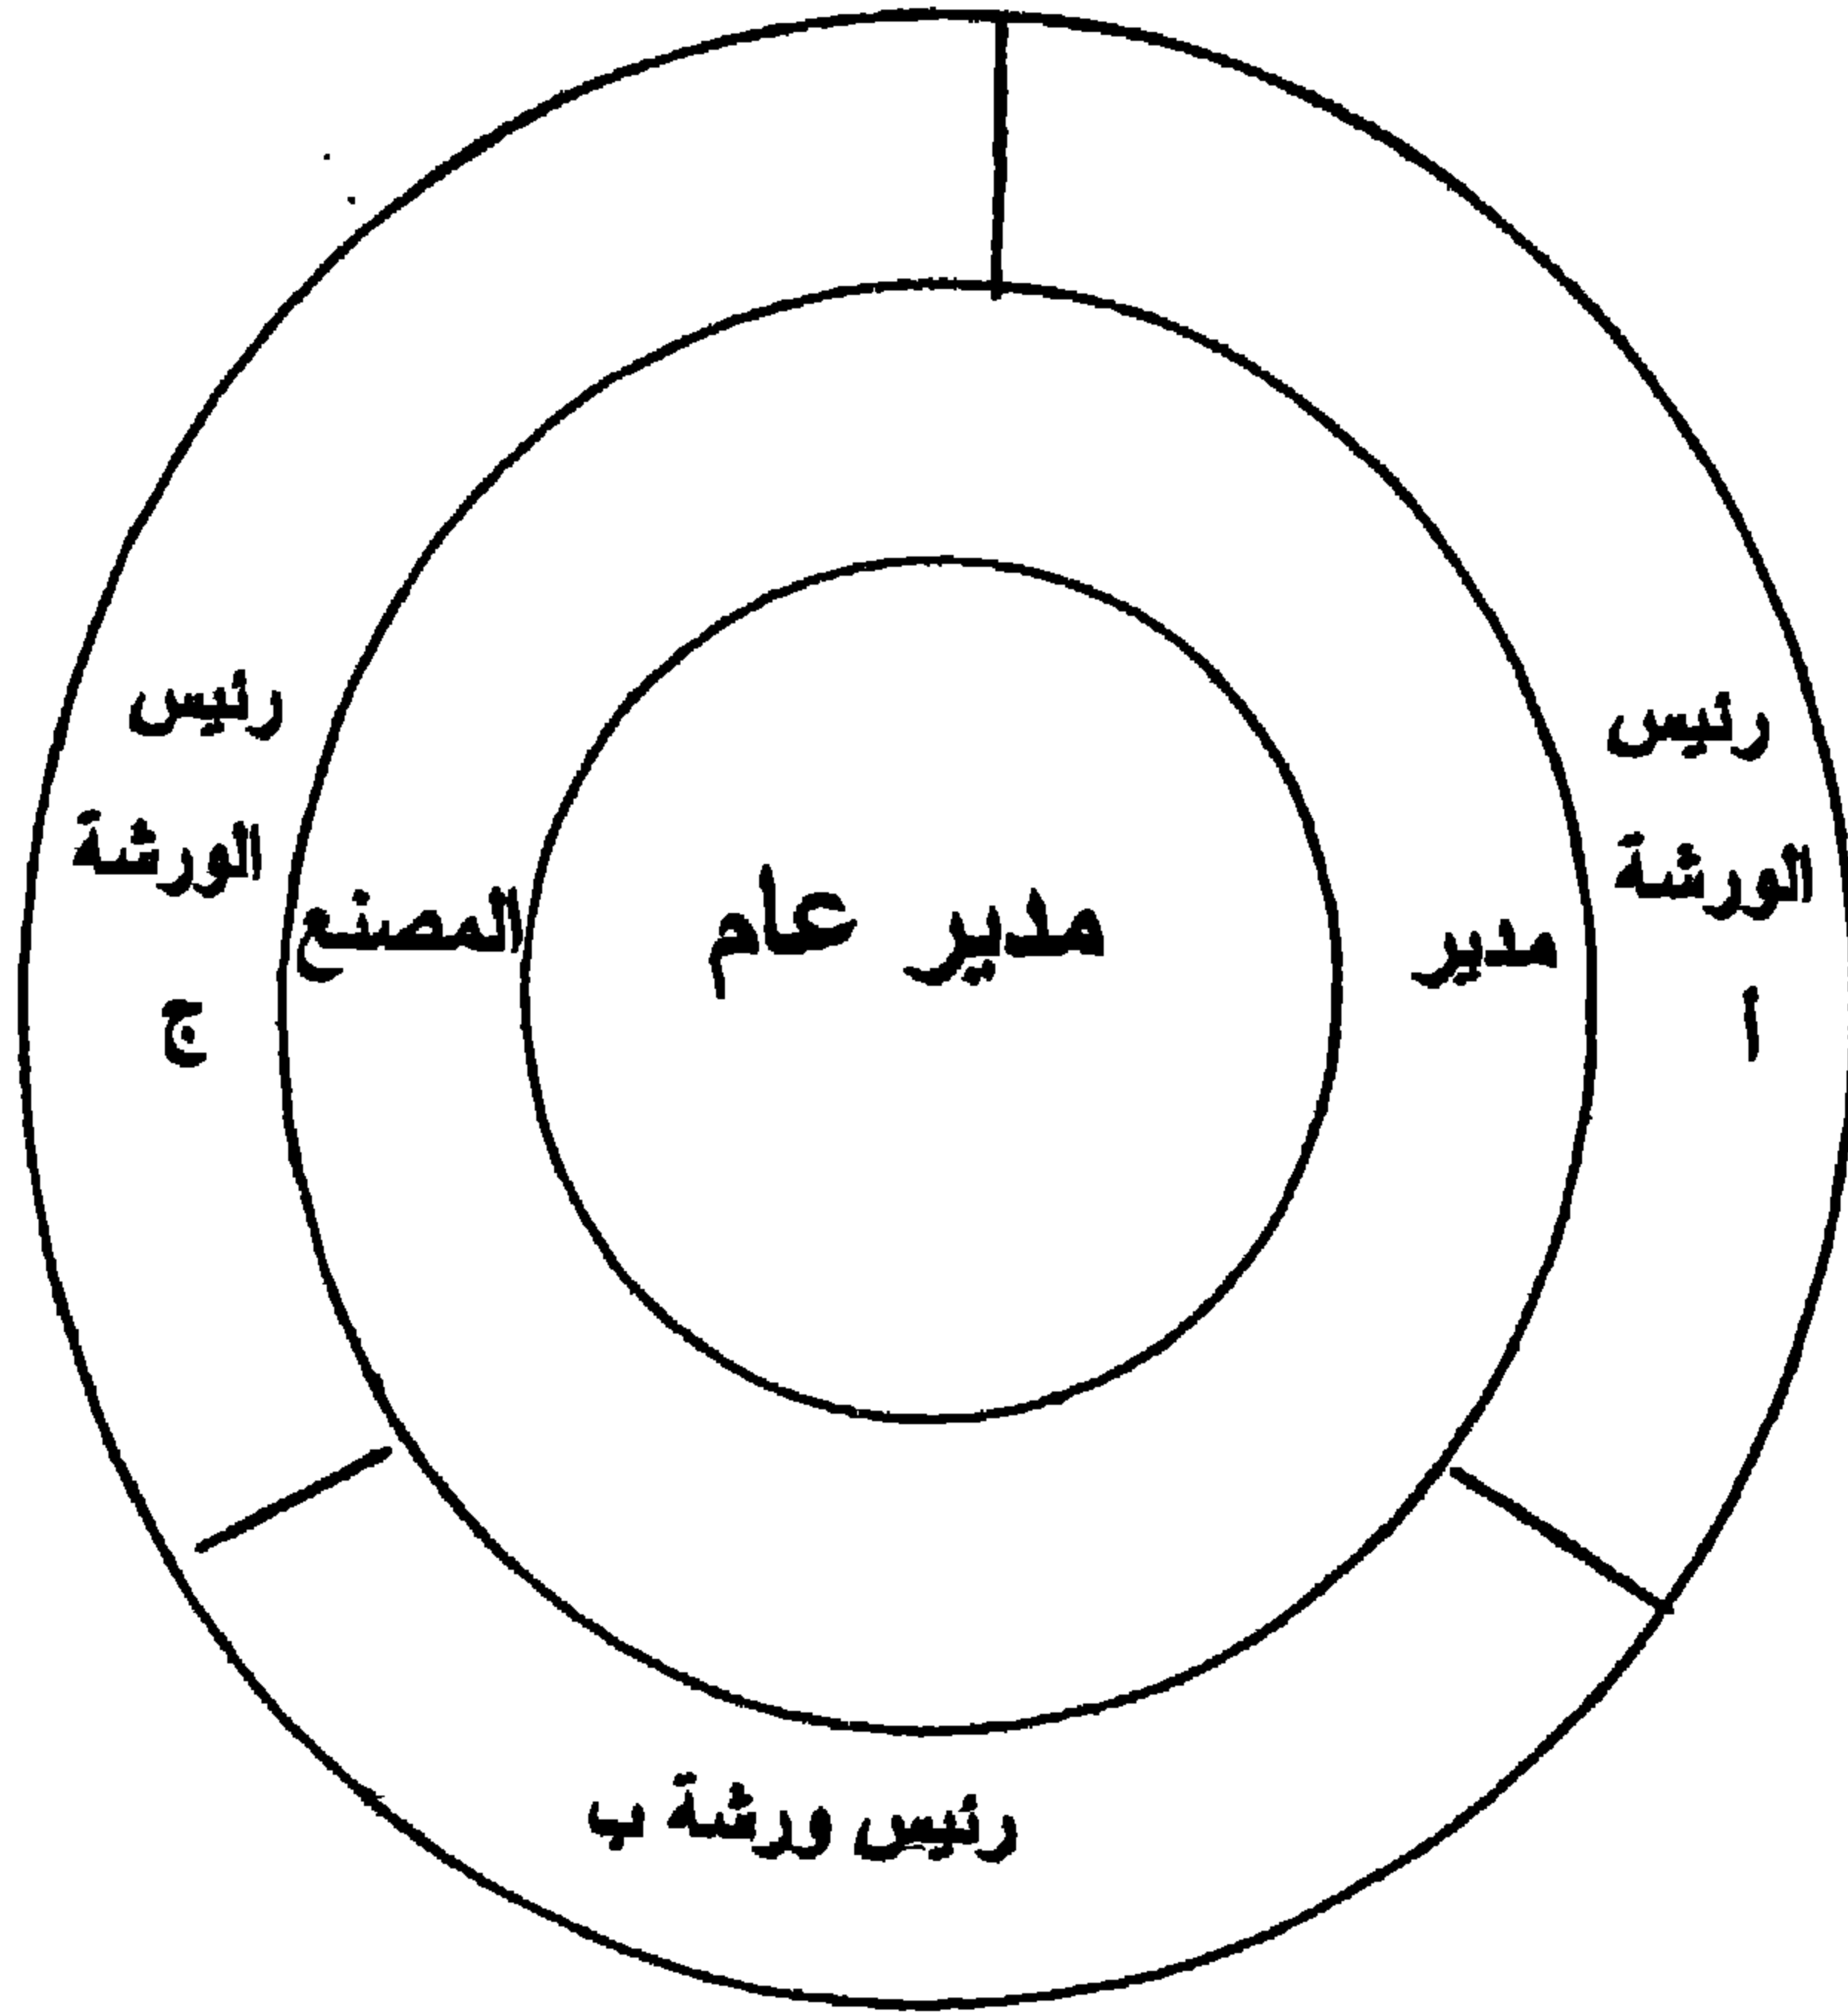 مدير عام
مدير المصنع
رئيس
الورشة
ا
رئيس ورشة ب
رئيس
الورشة
ج